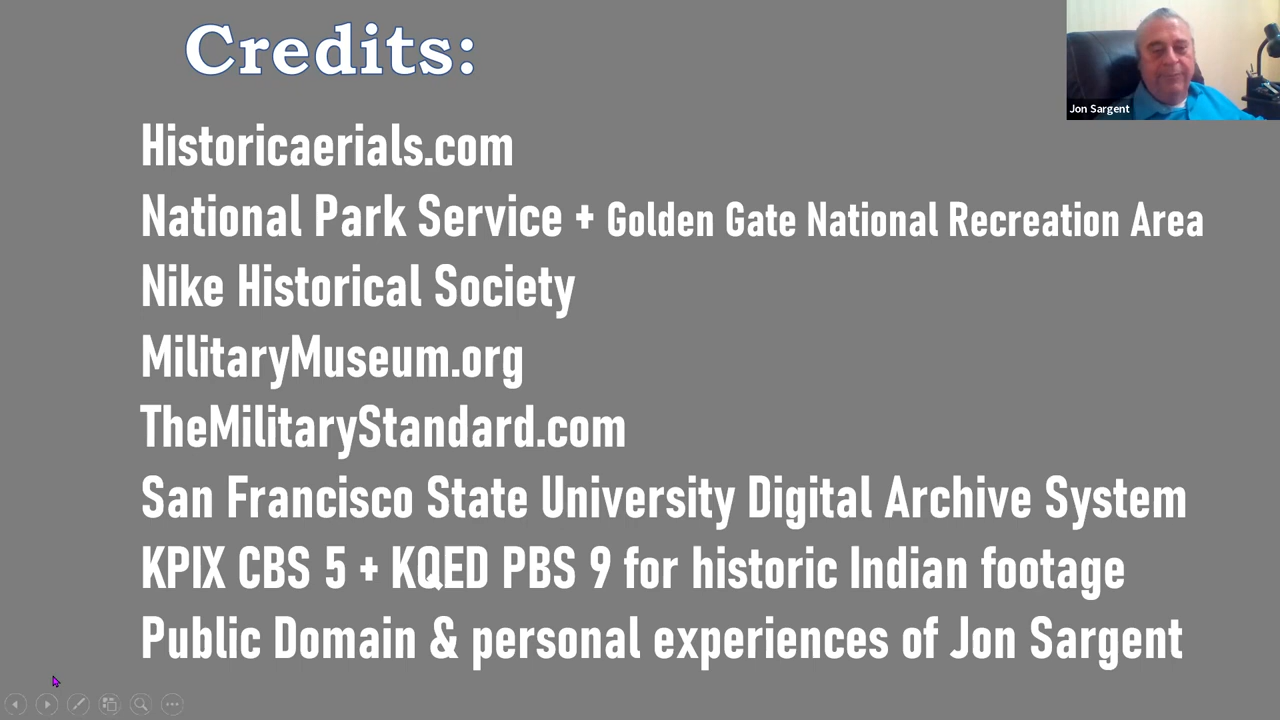 Credits:
Jon Sargent
Historicaerials.com
National Park Service + Golden Gate National Recreation Area
Nike Historical Society
MilitaryMuseum.org
TheMilitaryStandard.com
San Francisco State University Digital Archive System
KPIX CBS 5 + KQED PBS 9 for historic Indian footage
Public Domain & personal experiences of Jon Sargent